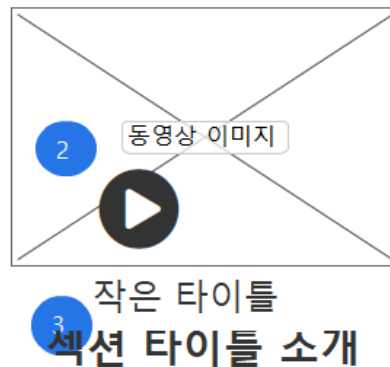 2
동영상 이미지
작은 타이틀
3
섹션 타이틀 소개